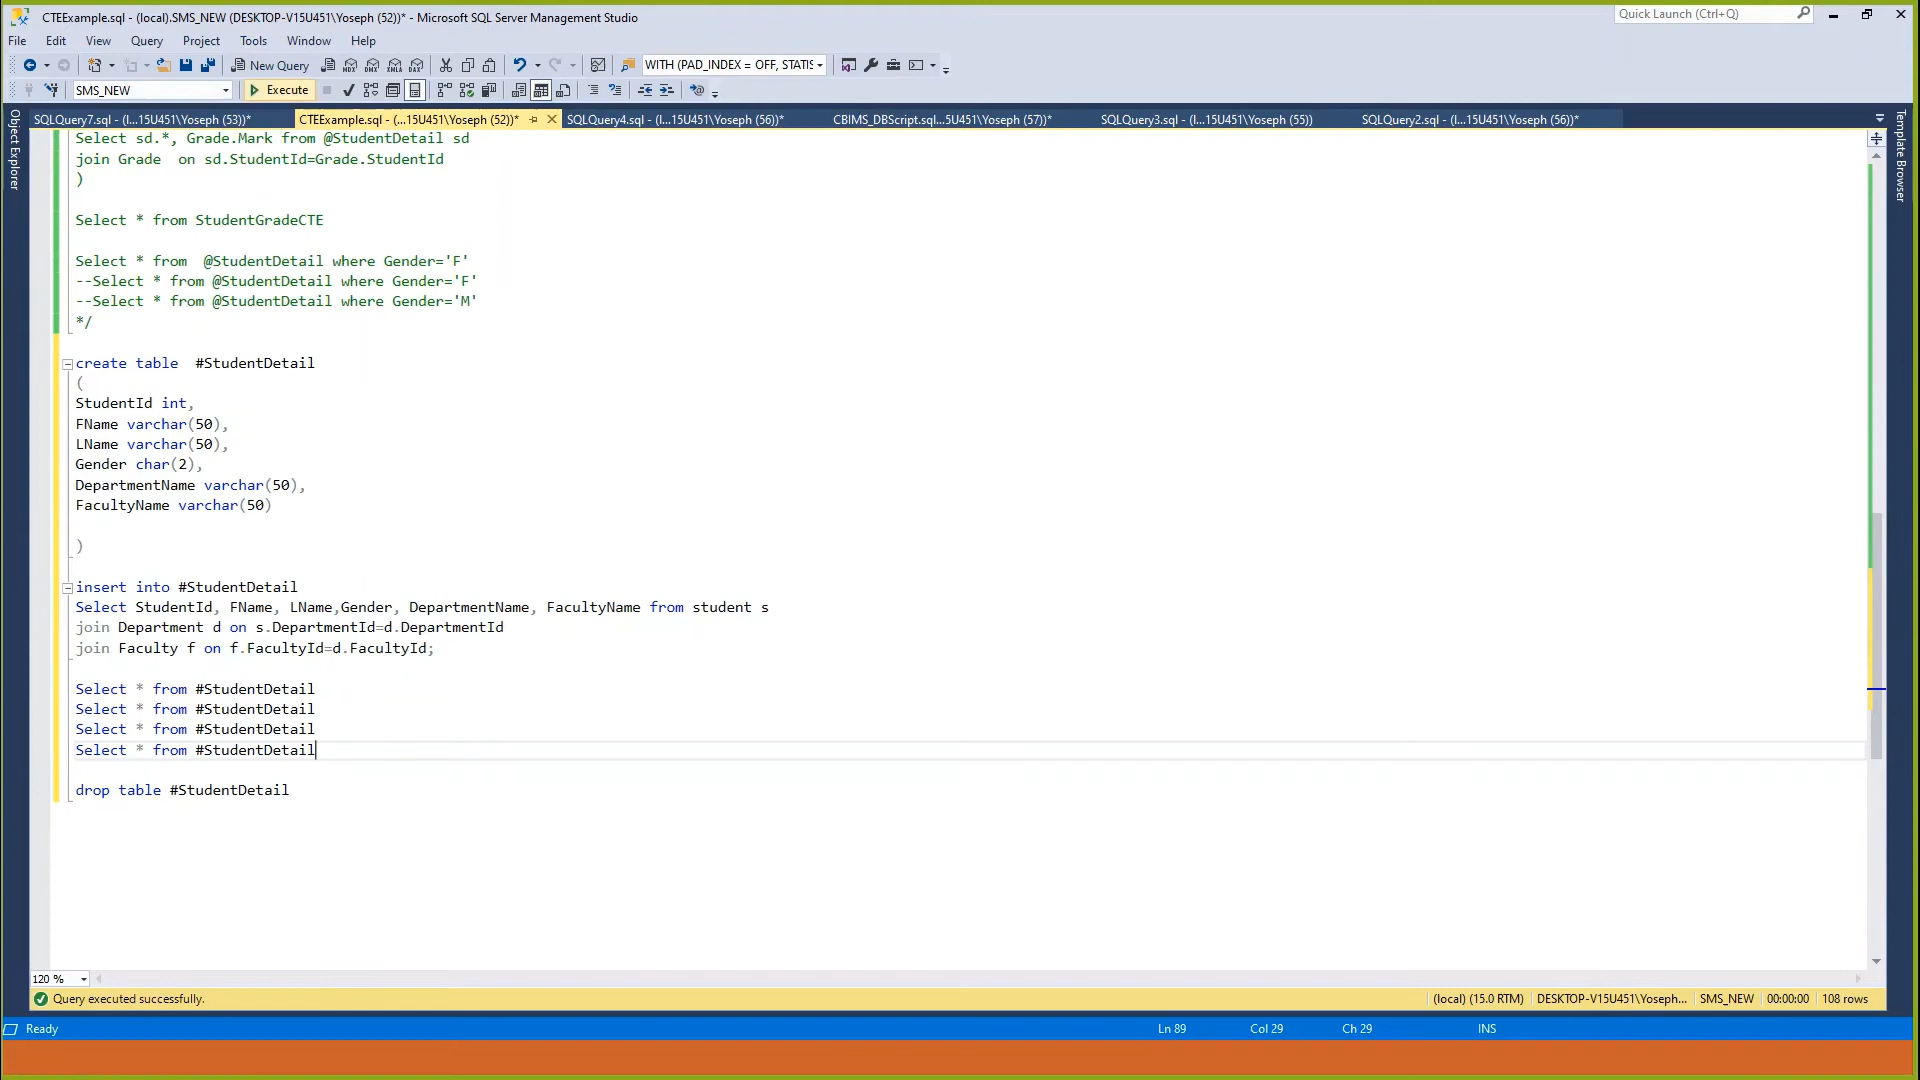 CTEExample.sql - (local).SMS_NEW (DESKTOP-V15U451\Yoseph (52))* - Microsoft SQL Server Management Studio
Quick Launch (Ctrl+Q)
File Edit View Query Project Tools Window Help
New Query
MDX DMX XMLA DAX
WITH (PAD_INDEX = OFF, STATIS
SMS_NEW
Execute
SQLQuery7.sql - (l...15U451\Yoseph (53))*
CTEExample.sql - (...15U451\Yoseph (52))*
SQLQuery4.sql - (l...15U451\Yoseph (56))*
CBIMS_DBScript.sql...5U451\Yoseph (57))*
SQLQuery3.sql - (l...15U451\Yoseph (55))
SQLQuery2.sql - (l...15U451\Yoseph (56))*
Object Explorer
Template Browser
Select sd.*, Grade.Mark from @StudentDetail sd
join Grade  on sd.StudentId=Grade.StudentId
)
Select * from StudentGradeCTE
Select * from  @StudentDetail where Gender='F'
--Select * from @StudentDetail where Gender='F'
--Select * from @StudentDetail where Gender='M'
*/
create table  #StudentDetail
(
StudentId int,
FName varchar(50),
LName varchar(50),
Gender char(2),
DepartmentName varchar(50),
FacultyName varchar(50)
)
insert into #StudentDetail
Select StudentId, FName, LName,Gender, DepartmentName, FacultyName from student s
join Department d on s.DepartmentId=d.DepartmentId
join Faculty f on f.FacultyId=d.FacultyId;
Select * from #StudentDetail
Select * from #StudentDetail
Select * from #StudentDetail
Select * from #StudentDetail
drop table #StudentDetail
120 %
Query executed successfully.
(local) (15.0 RTM)
DESKTOP-V15U451\Yoseph...
SMS_NEW
00:00:00
108 rows
Ready
Ln 89
Col 29
Ch 29
INS